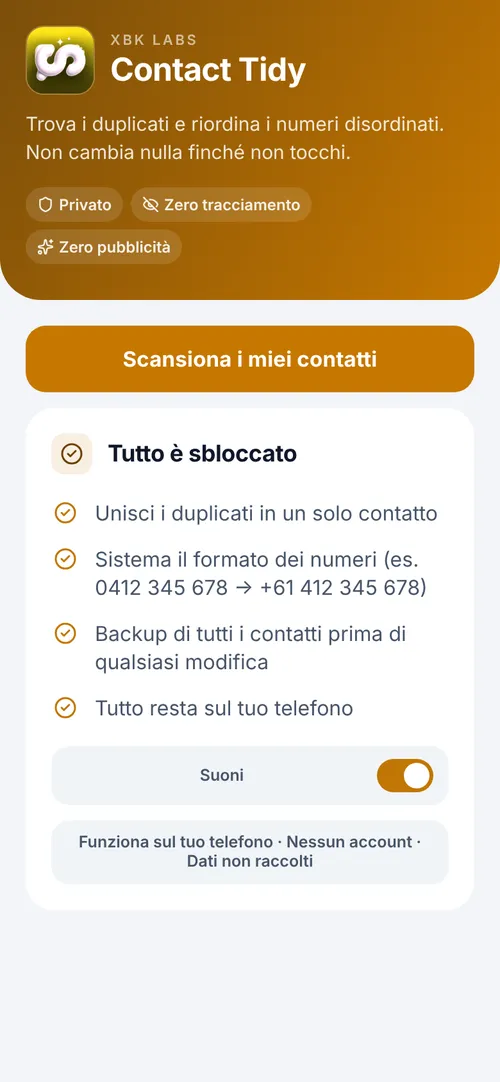 XBK LABS
Contact Tidy
Trova i duplicati e riordina i numeri disordinati.
Non cambia nulla finché non tocchi.
Privato
Zero tracciamento
Zero pubblicità
Scansiona i miei contatti
Tutto è sbloccato
Unisci i duplicati in un solo contatto
Sistema il formato dei numeri (es.
0412 345 678 → +61 412 345 678)
Backup di tutti i contatti prima di
qualsiasi modifica
Tutto resta sul tuo telefono
Suoni
Funziona sul tuo telefono · Nessun account ·
Dati non raccolti